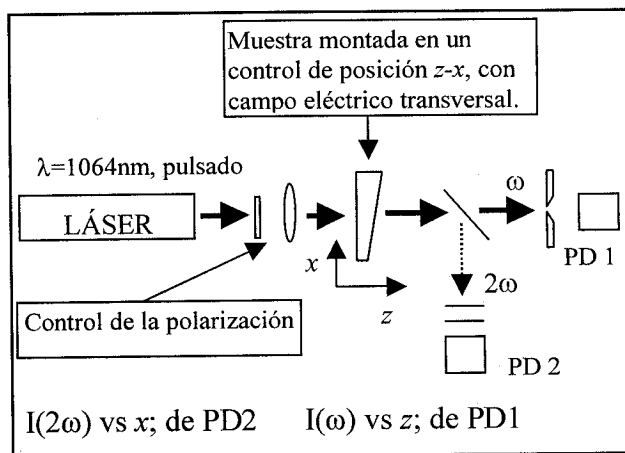 Muestra montada en un
control de posición z-x, con
campo eléctrico transversal.
λ=1064nm, pulsado
LÁSER
ω
PD 1
x
z
2ω
Control de la polarización
PD 2
I(2ω) vs x; de PD2 I(ω) vs z; de PD1